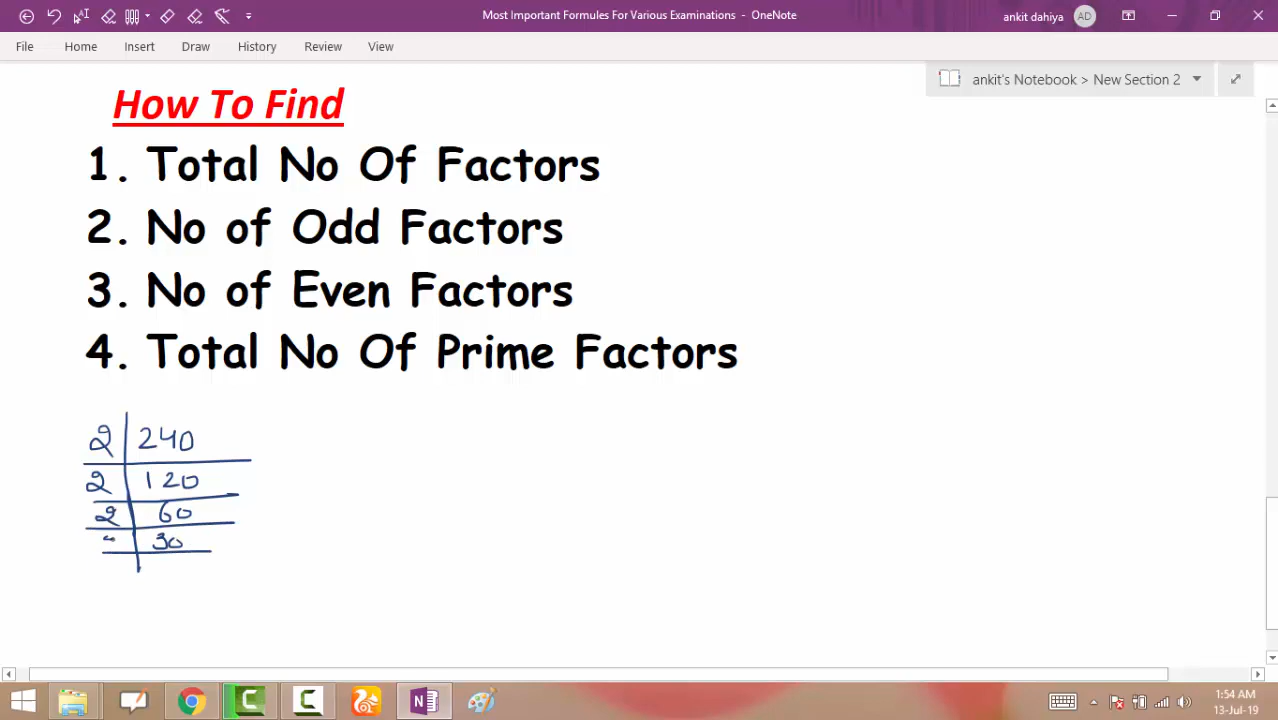 Most Important Formules For Various Examinations - OneNote
ankit dahiya AD
File Home Insert Draw History Review View
ankit's Notebook > New Section 2
How To Find
1. Total No Of Factors
2. No of Odd Factors
3. No of Even Factors
4. Total No Of Prime Factors
2 240
2 120
2 60
30
1:54 AM
13-Jul-19